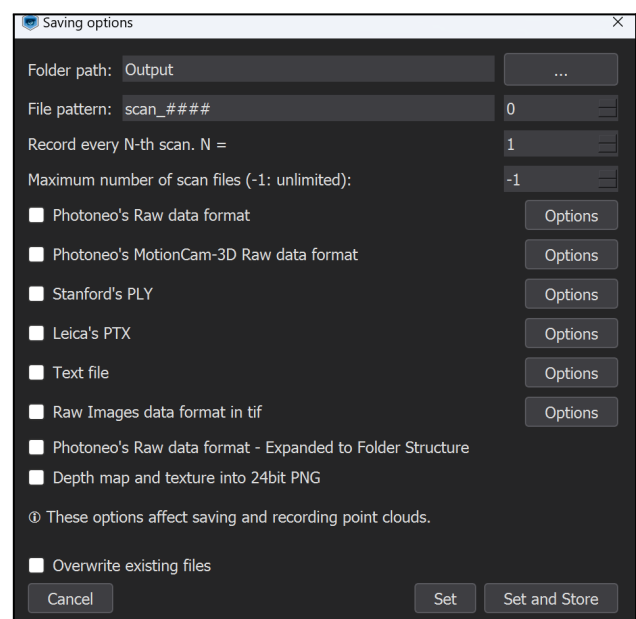 Saving options
Folder path: Output ...
File pattern: scan_#### 0
Record every N-th scan. N = 1
Maximum number of scan files (-1: unlimited): -1
Photoneo's Raw data format Options
Photoneo's MotionCam-3D Raw data format Options
Stanford's PLY Options
Leica's PTX Options
Text file Options
Raw Images data format in tif Options
Photoneo's Raw data format - Expanded to Folder Structure
Depth map and texture into 24bit PNG
These options affect saving and recording point clouds.
Overwrite existing files
Cancel Set Set and Store